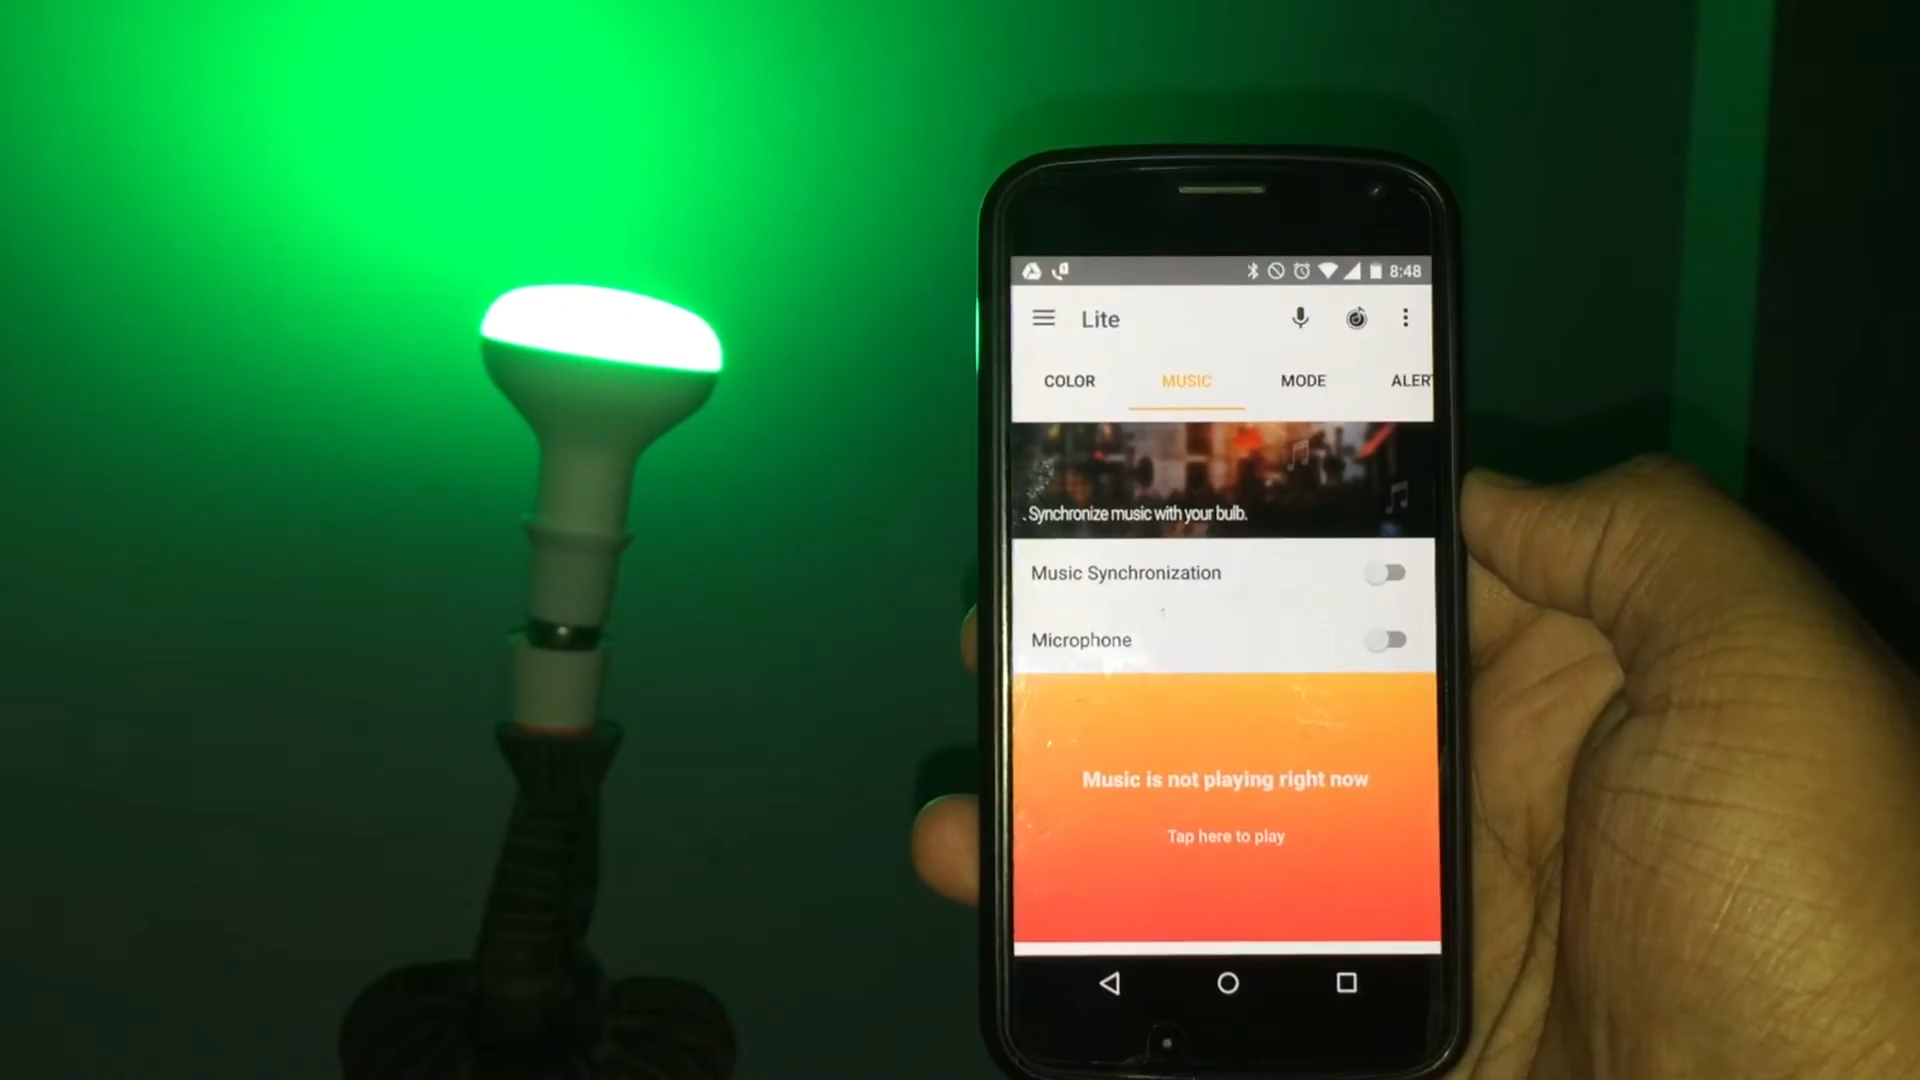 8:48
Lite
COLOR MUSIC MODE ALER
Synchronize music with your bulb.
Music Synchronization
Microphone
Music is not playing right now
Tap here to play